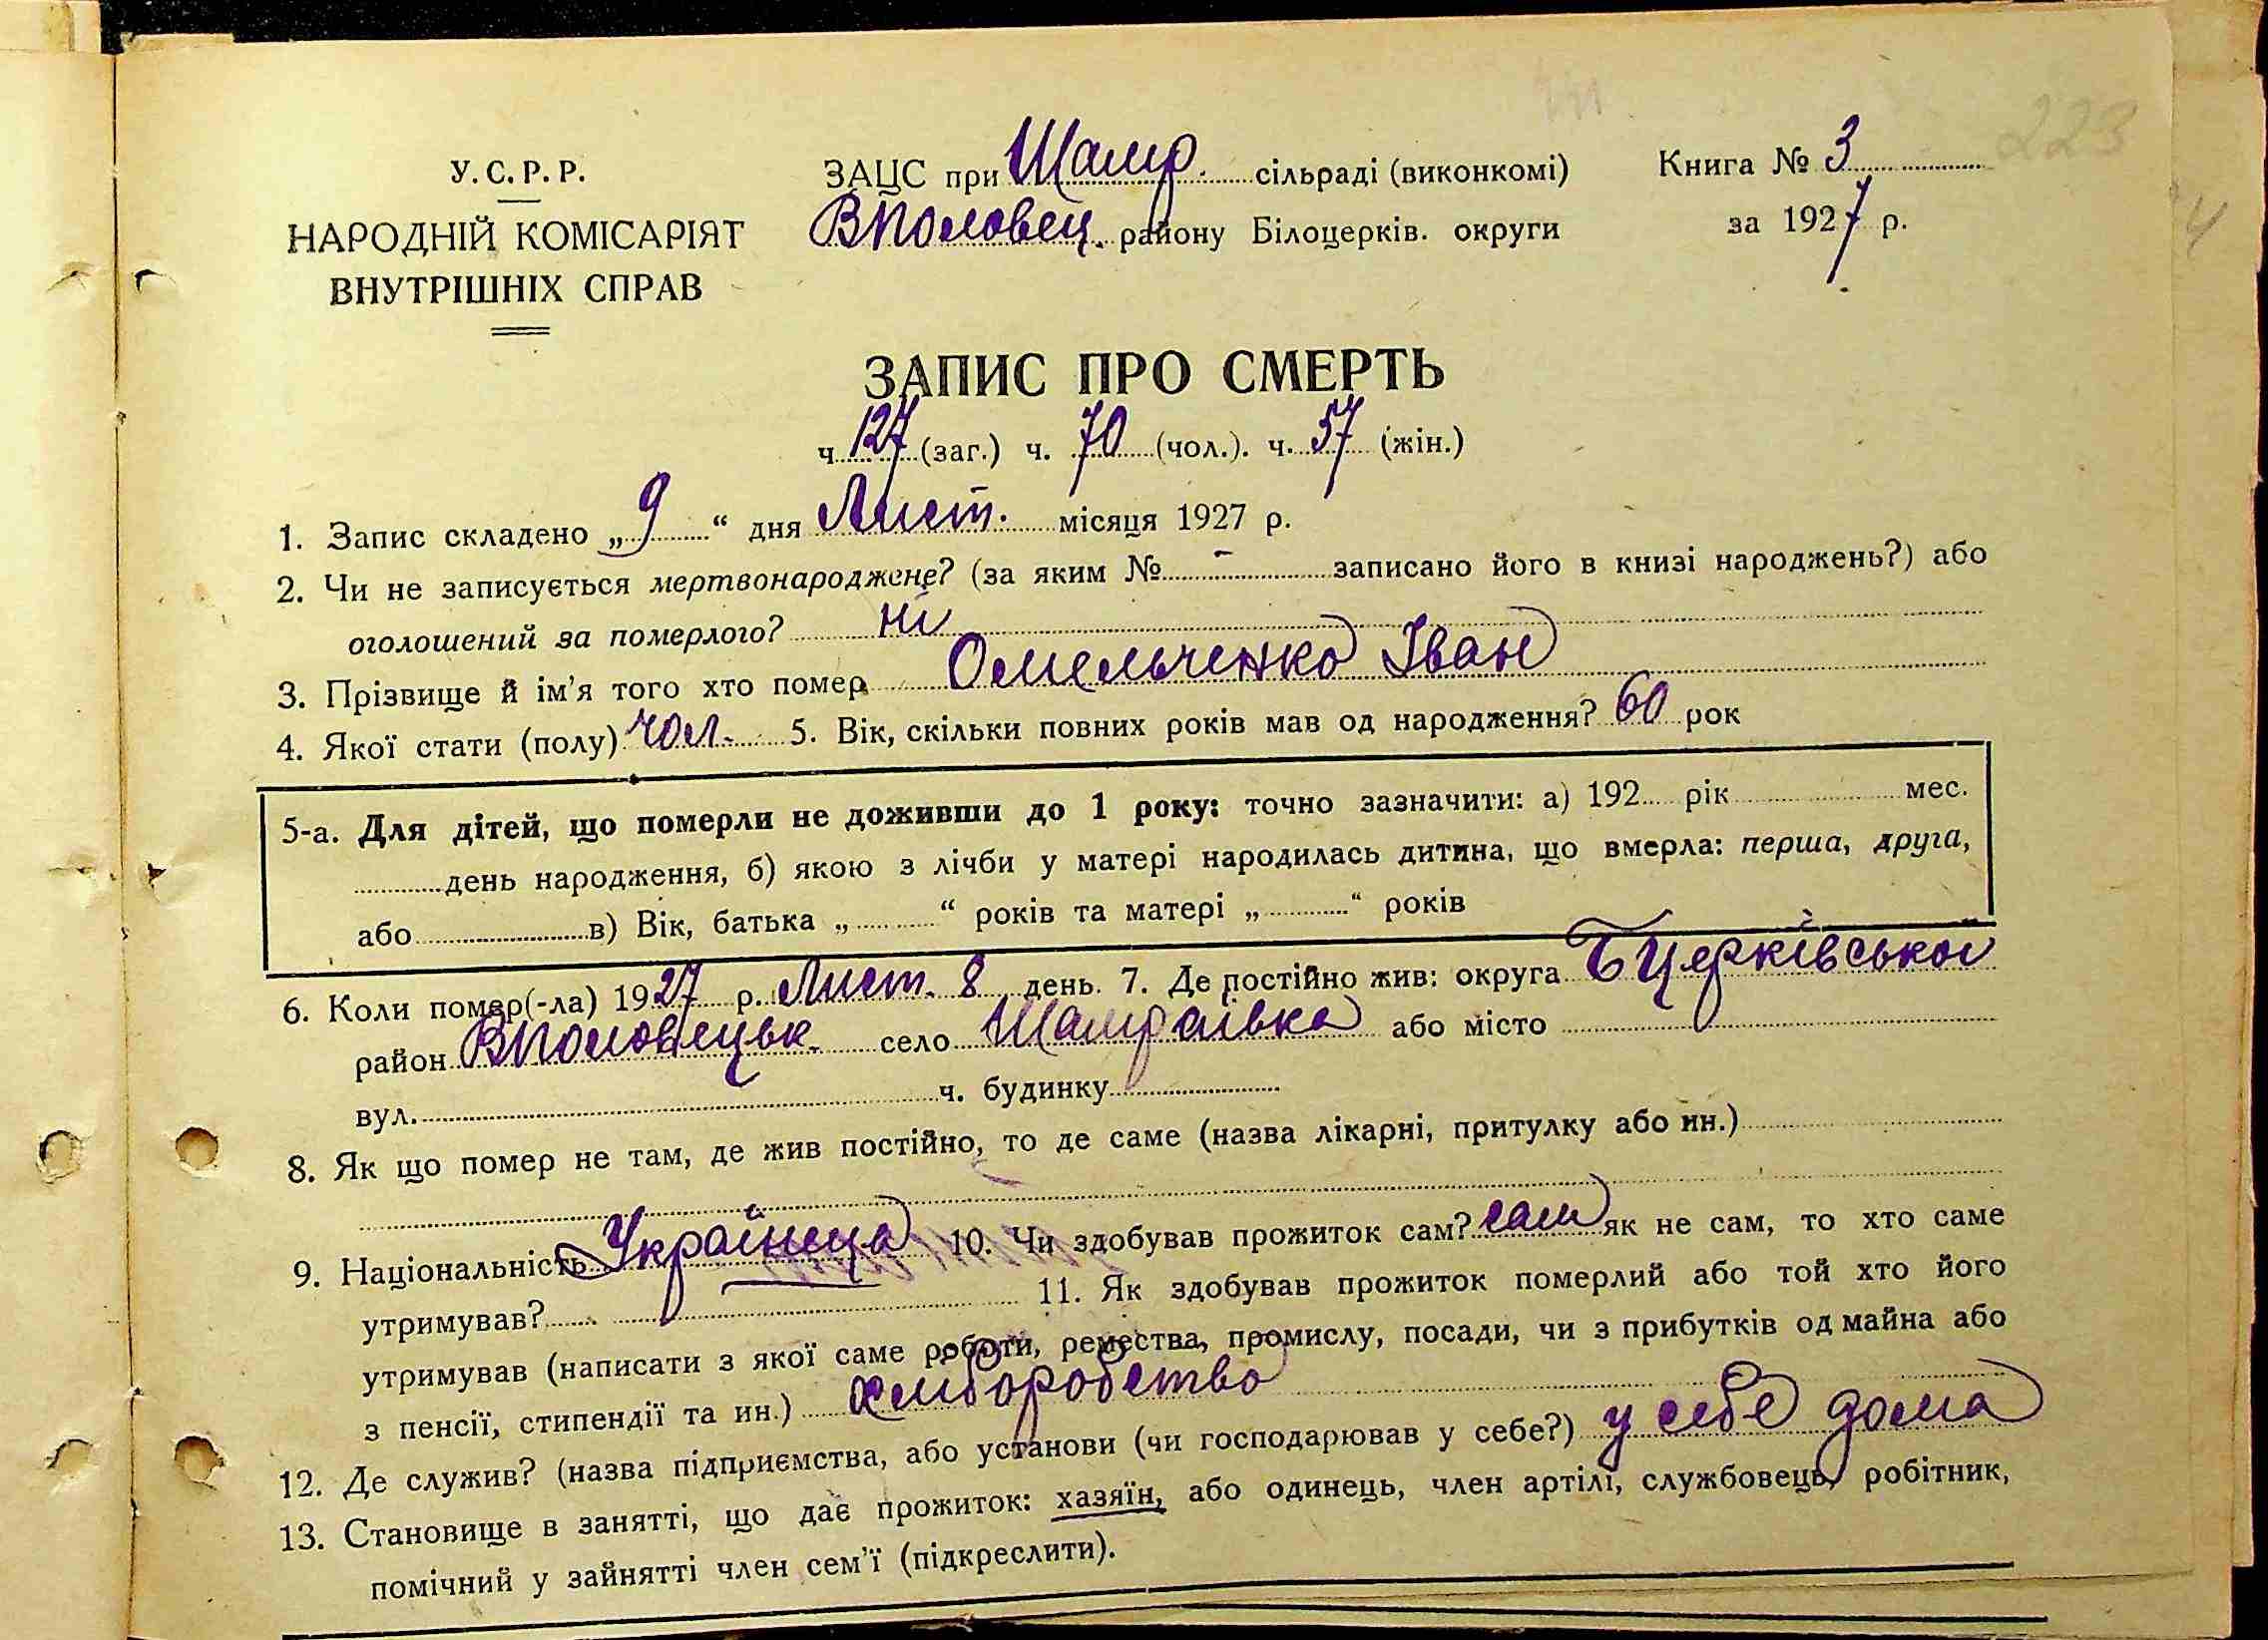 223
У.С.Р.Р.
НАРОДНІЙ КОМІСАРІЯТ
ВНУТРІШНІХ СПРАВ
ЗАЦС при Шамр. сільраді (виконкомі)
ВПоловец. району Білоцерків. округи
Книга № 3
за 1927 р.
ЗАПИС ПРО СМЕРТЬ
ч. 127 (заг.) ч. 70 (чол.). ч. 57 (жін.)
1. Запис складено „9“ дня Лист. місяця 1927 р.
2. Чи не записується мертвонароджене? (за яким № - записано його в книзі народжень?) або
оголошений за померлого? ні
3. Прізвище й ім’я того хто помер Омельченко Іван
4. Якої стати (полу) чол. 5. Вік, скільки повних років мав од народження? 60 рок
5-а. Для дітей, що померли не доживши до 1 року: точно зазначити: а) 192 рік мес.
день народження, б) якою з лічби у матері народилась дитина, що вмерла: перша, друга,
або в) Вік, батька „ “ років та матері „ “ років
6. Коли помер(-ла) 1927 р. Лист. 8 день. 7. Де постійно жив: округа БЦерківської
район ВПоловецьк. село Шамраївка або місто
вул. ч. будинку
8. Як що помер не там, де жив постійно, то де саме (назва лікарні, притулку або ин.)
9. Національність Українець 10. Чи здобував прожиток сам? сам як не сам, то хто саме
утримував? 11. Як здобував прожиток померлий або той хто його
утримував (написати з якої саме роботи, ремества, промислу, посади, чи з прибутків од майна або
з пенсії, стипендії та ин.) хліборобство
12. Де служив? (назва підприємства, або установи (чи господарював у себе?) у себе дома
13. Становище в занятті, що дає прожиток: хазяїн, або одинець, член артілі, службовець, робітник,
помічний у зайнятті член сем’ї (підкреслити).